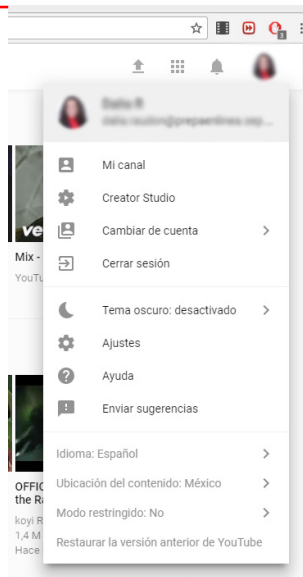 3
Mi canal
Creator Studio
Cambiar de cuenta
Cerrar sesión
Tema oscuro: desactivado
Ajustes
Ayuda
Enviar sugerencias
Idioma: Español
Ubicación del contenido: México
Modo restringido: No
Restaurar la versión anterior de YouTube
ve
Mix -
YouTu
OFFIC
the Ra
koyi R
1,4 M
Hace